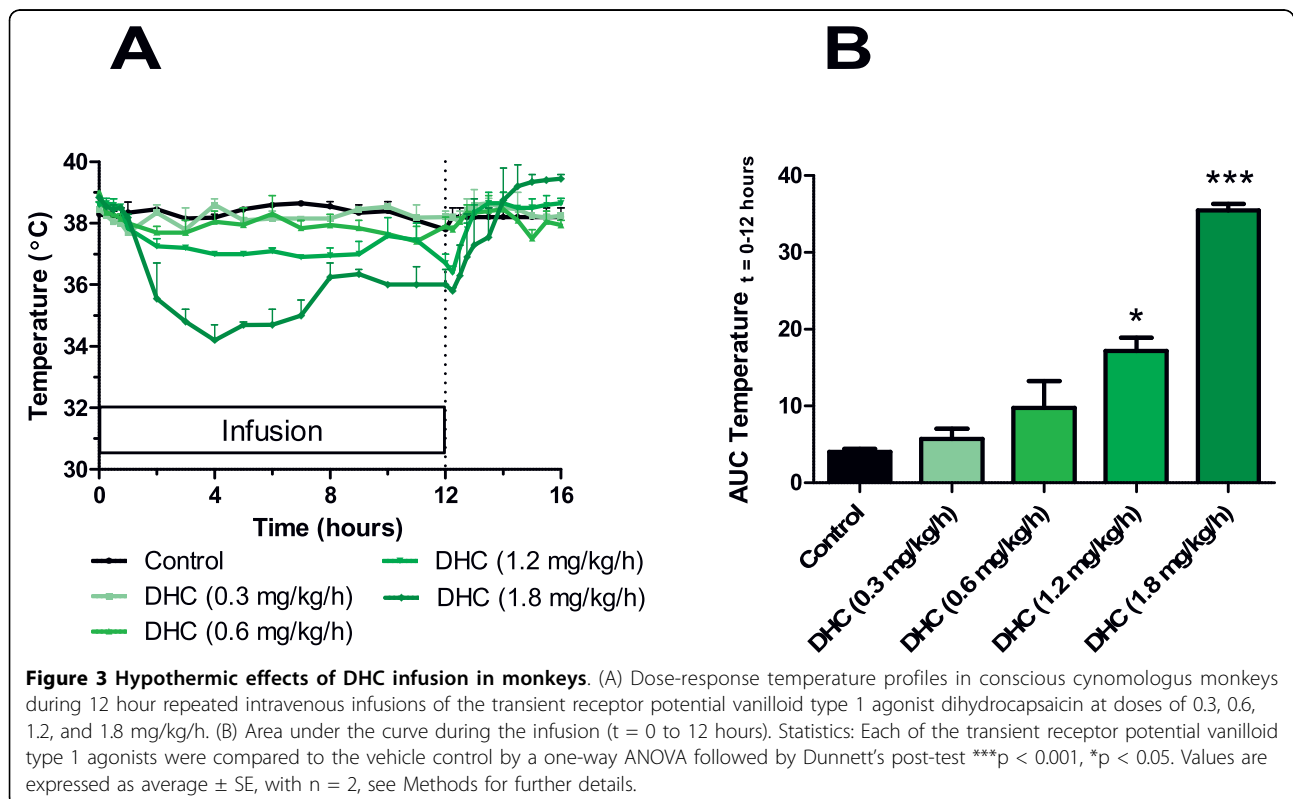 A
B
40
38
36
34
32
30
Temperature (°C)
Infusion
0
4
8
12
16
Time (hours)
Control
DHC (0.3 mg/kg/h)
DHC (0.6 mg/kg/h)
DHC (1.2 mg/kg/h)
DHC (1.8 mg/kg/h)
AUC Temperature t = 0-12 hours
40
30
20
10
0
*
***
Control
DHC (0.3 mg/kg/h)
DHC (0.6 mg/kg/h)
DHC (1.2 mg/kg/h)
DHC (1.8 mg/kg/h)
Figure 3 Hypothermic effects of DHC infusion in monkeys. (A) Dose-response temperature profiles in conscious cynomologus monkeys
during 12 hour repeated intravenous infusions of the transient receptor potential vanilloid type 1 agonist dihydrocapsaicin at doses of 0.3, 0.6,
1.2, and 1.8 mg/kg/h. (B) Area under the curve during the infusion (t = 0 to 12 hours). Statistics: Each of the transient receptor potential vanilloid
type 1 agonists were compared to the vehicle control by a one-way ANOVA followed by Dunnett's post-test ***p < 0.001, *p < 0.05. Values are
expressed as average ± SE, with n = 2, see Methods for further details.